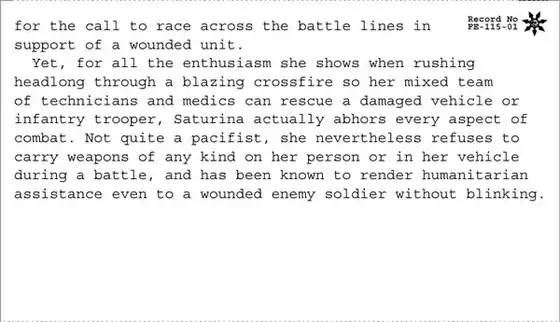 for the call to race across the battle lines in
support of a wounded unit.
Record No
FE-115-01
Yet, for all the enthusiasm she shows when rushing
headlong through a blazing crossfire so her mixed team
of technicians and medics can rescue a damaged vehicle or
infantry trooper, Saturina actually abhors every aspect of
combat. Not quite a pacifist, she nevertheless refuses to
carry weapons of any kind on her person or in her vehicle
during a battle, and has been known to render humanitarian
assistance even to a wounded enemy soldier without blinking.